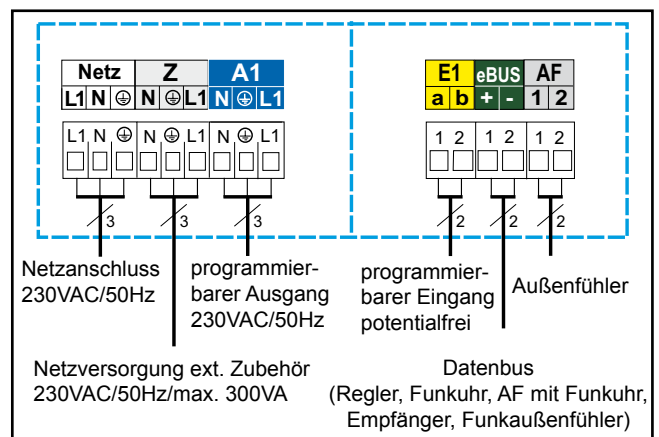 Netz Z A1
L1 N ⏚ N ⏚ L1 N ⏚ L1
L1 N ⏚ N ⏚ L1 N ⏚ L1
3 3 3
E1 eBUS AF
a b + - 1 2
1 2 1 2 1 2
2 2 2
Netzanschluss
230VAC/50Hz
programmier-
barer Ausgang
230VAC/50Hz
programmier-
barer Eingang
potentialfrei
Außenfühler
Netzversorgung ext. Zubehör
230VAC/50Hz/max. 300VA
Datenbus
(Regler, Funkuhr, AF mit Funkuhr,
Empfänger, Funkaußenfühler)